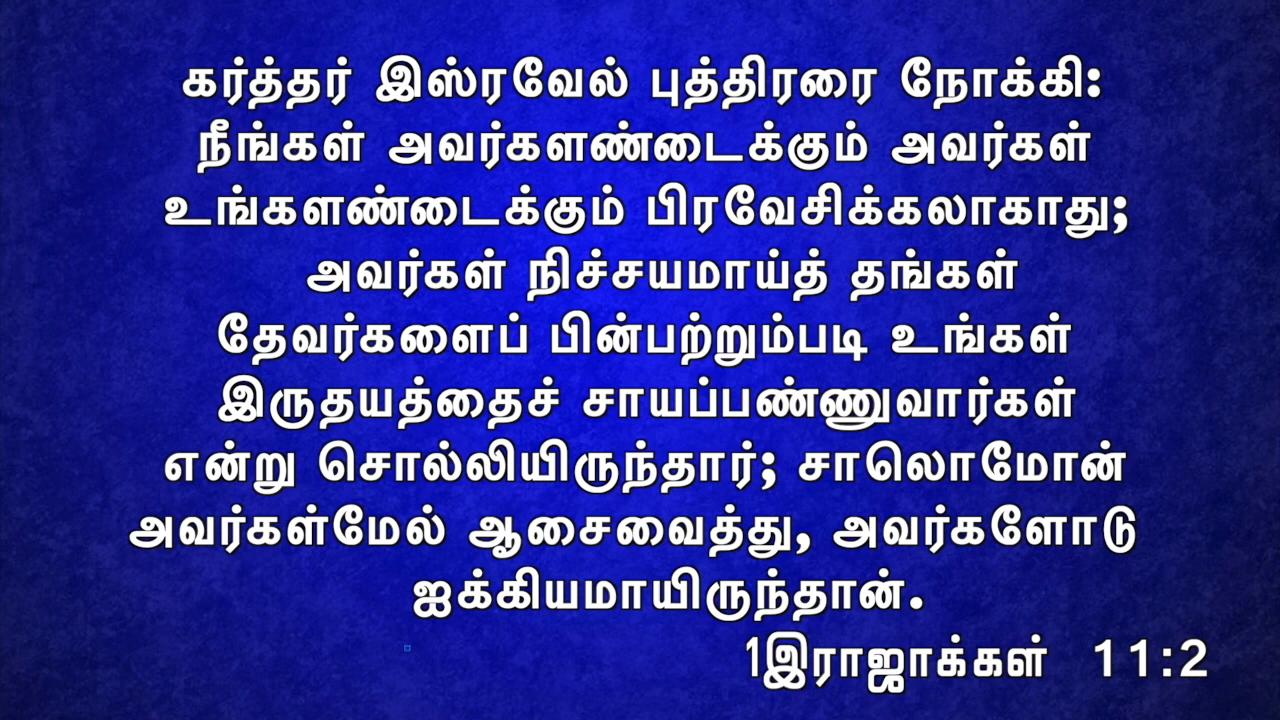 கர்த்தர் இஸ்ரவேல் புத்திரரை நோக்கி:
நீங்கள் அவர்களண்டைக்கும் அவர்கள்
உங்களண்டைக்கும் பிரவேசிக்கலாகாது;
அவர்கள் நிச்சயமாய்த் தங்கள்
தேவர்களைப் பின்பற்றும்படி உங்கள்
இருதயத்தைச் சாயப்பண்ணுவார்கள்
என்று சொல்லியிருந்தார்; சாலொமோன்
அவர்கள்மேல் ஆசைவைத்து, அவர்களோடு
ஐக்கியமாயிருந்தான்.
1இராஜாக்கள் 11:2